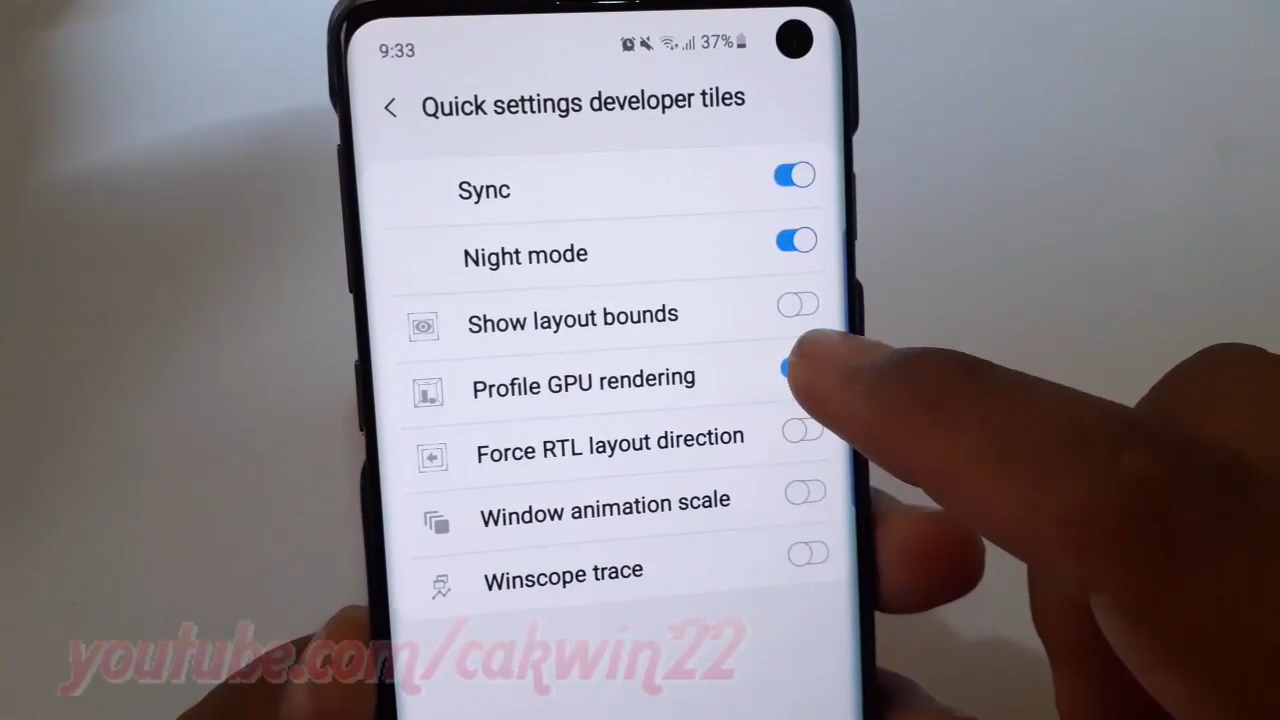 9:33
37%
Quick settings developer tiles
Sync
Night mode
Show layout bounds
Profile GPU rendering
Force RTL layout direction
Window animation scale
Winscope trace
youtube.com/cakwin22